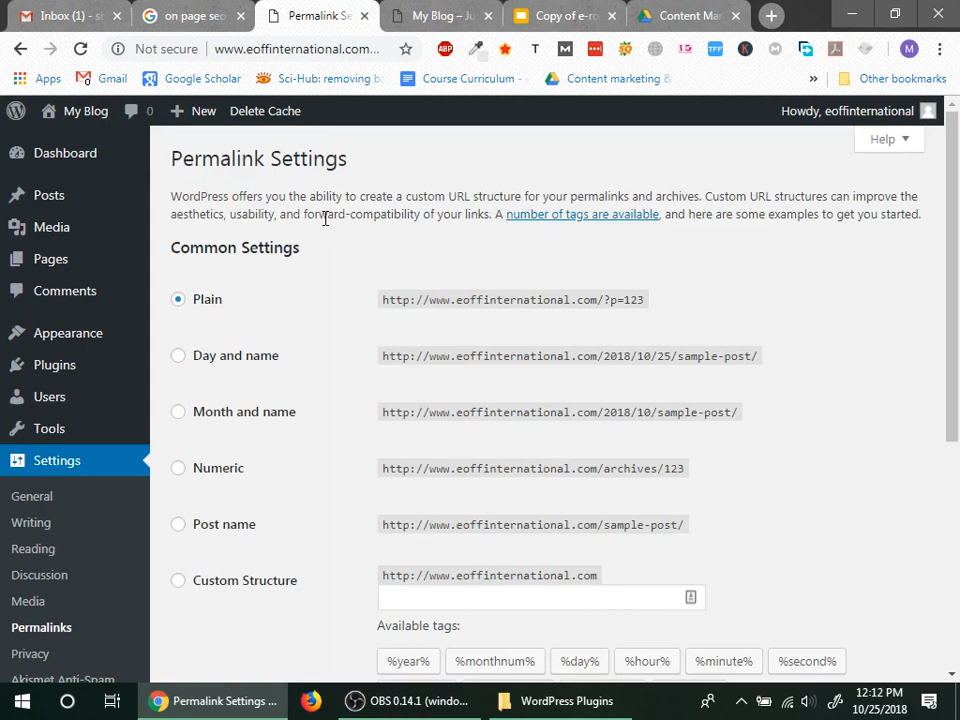 Inbox (1) - s
on page seo
Permalink Se
My Blog – Ju
Copy of e-ro
Content Mar
Not secure
www.eoffinternational.com...
ABP
T
M
TFF
K
M
Apps
Gmail
Google Scholar
Sci-Hub: removing ba
Course Curriculum -
Content marketing &
»
Other bookmarks
My Blog
0
New
Delete Cache
Howdy, eoffinternational
Dashboard
Posts
Media
Pages
Comments
Appearance
Plugins
Users
Tools
Settings
General
Writing
Reading
Discussion
Media
Permalinks
Privacy
Akismet Anti-Spam
Help
Permalink Settings
WordPress offers you the ability to create a custom URL structure for your permalinks and archives. Custom URL structures can improve the
aesthetics, usability, and forward-compatibility of your links. A number of tags are available, and here are some examples to get you started.
Common Settings
Plain
http://www.eoffinternational.com/?p=123
Day and name
http://www.eoffinternational.com/2018/10/25/sample-post/
Month and name
http://www.eoffinternational.com/2018/10/sample-post/
Numeric
http://www.eoffinternational.com/archives/123
Post name
http://www.eoffinternational.com/sample-post/
Custom Structure
http://www.eoffinternational.com
Available tags:
%year%
%monthnum%
%day%
%hour%
%minute%
%second%
Permalink Settings ...
OBS 0.14.1 (windo...
WordPress Plugins
12:12 PM
10/25/2018